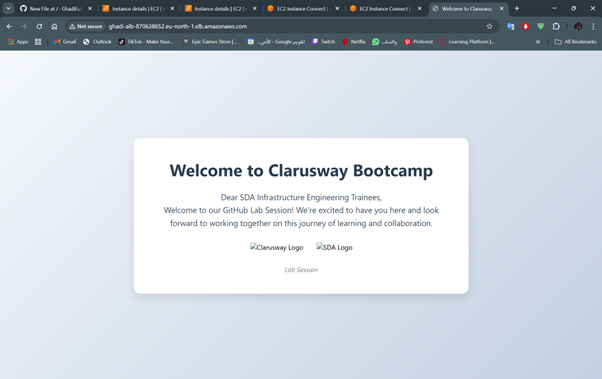 New File at / · GhadiEs
Instance details | EC2 |
Instance details | EC2 |
EC2 Instance Connect |
EC2 Instance Connect |
Welcome to Clarusway
Not secure
ghadi-alb-870638652.eu-north-1.elb.amazonaws.com
Apps
Gmail
Outlook
TikTok - Make Your...
Epic Games Store |...
تقويم Google - الأس...
Twitch
Netflix
واتساب
Pinterest
Learning Platform |...
All Bookmarks
Welcome to Clarusway Bootcamp
Dear SDA Infrastructure Engineering Trainees,
Welcome to our GitHub Lab Session! We're excited to have you here and look
forward to working together on this journey of learning and collaboration.
Clarusway Logo
SDA Logo
Lab Session